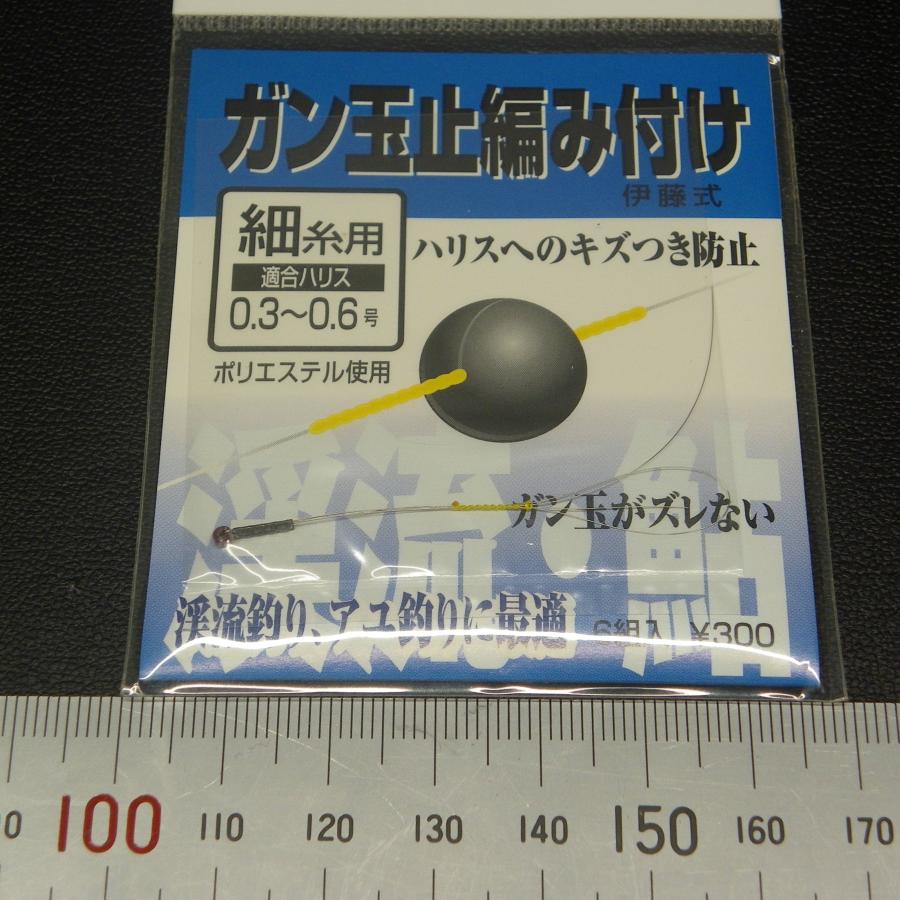 ガン玉止編み付け
伊藤式
細糸用
適合ハリス
0.3〜0.6号
ハリスへのキズつき防止
ポリエステル使用
渓流・鮎
ガン玉がズレない
渓流釣り、アユ釣りに最適
6組入 ¥300
100 110 120 130 140 150 160 170